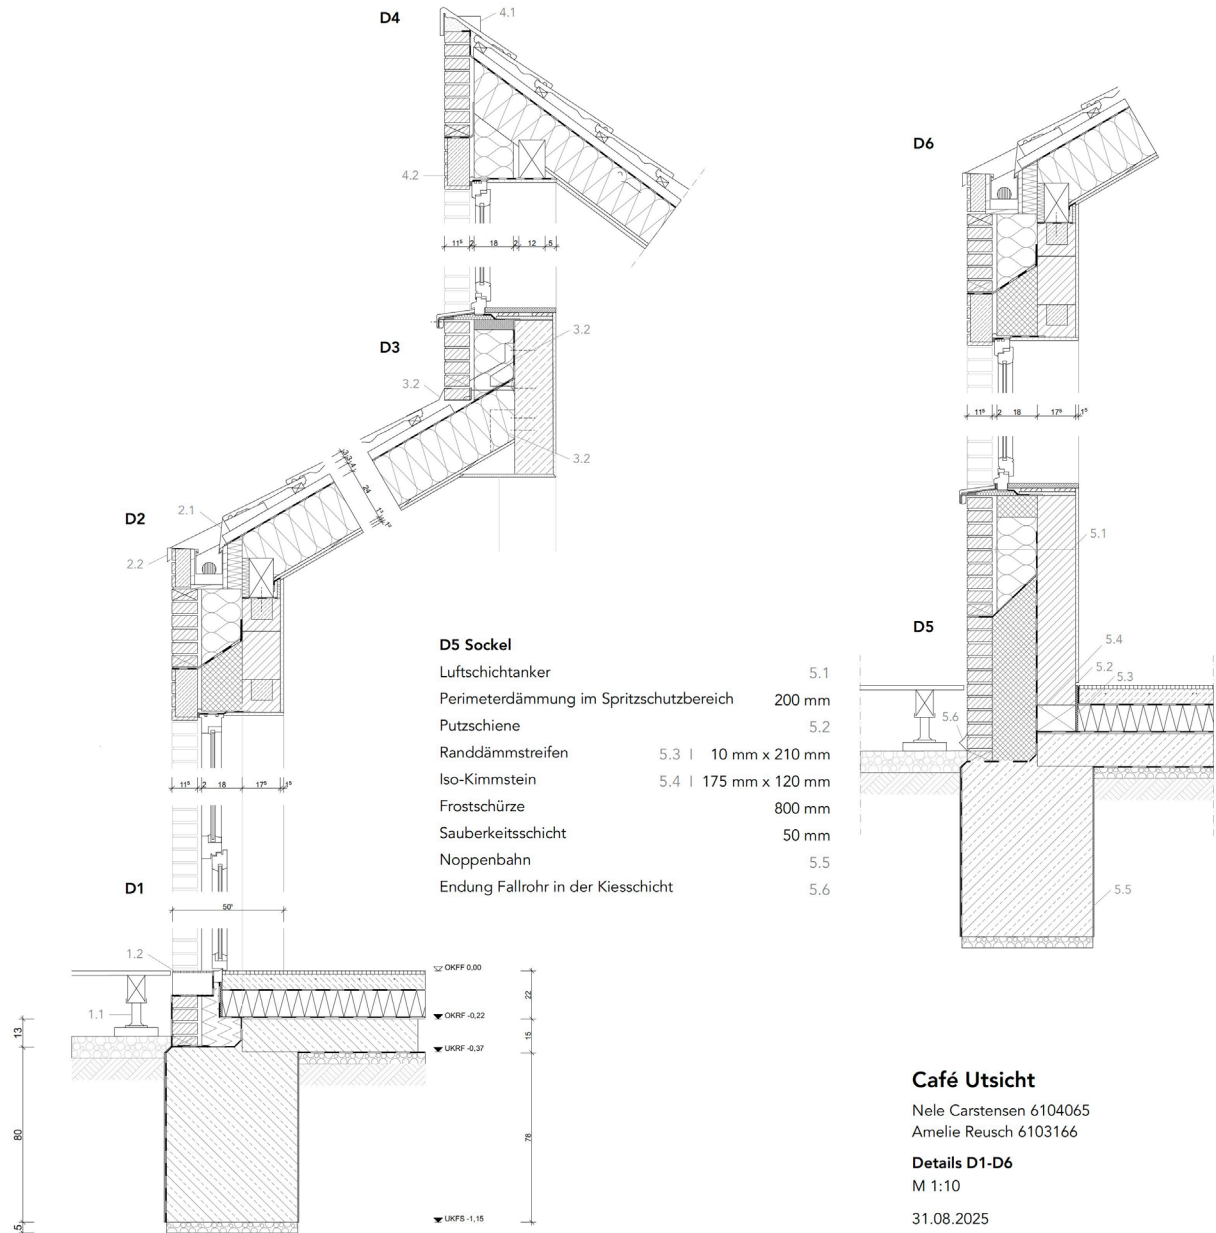 D4
4.1
D6
4.2
11⁵ 2 18 2 12 ,5
D3
3.2
3.2
3.2
11⁵ 2 18 17⁵ 1⁵
D2
2.1
2.2
24
5.1
D5
5.4
5.2
5.3
5.6
5.5
D5 Sockel
Luftschichtanker 5.1
Perimeterdämmung im Spritzschutzbereich 200 mm
Putzschiene 5.2
Randdämmstreifen 5.3 | 10 mm x 210 mm
Iso-Kimmstein 5.4 | 175 mm x 120 mm
Frostschürze 800 mm
Sauberkeitsschicht 50 mm
Noppenbahn 5.5
Endung Fallrohr in der Kiesschicht 5.6
11⁵ 2 18 17⁵ 1⁵
D1
1.2
1.1
OKFF 0,00
22
OKRF -0,22
13
15
UKRF -0,37
80
78
UKFS -1,15
5
Café Utsicht
Nele Carstensen 6104065
Amelie Reusch 6103166
Details D1-D6
M 1:10
31.08.2025